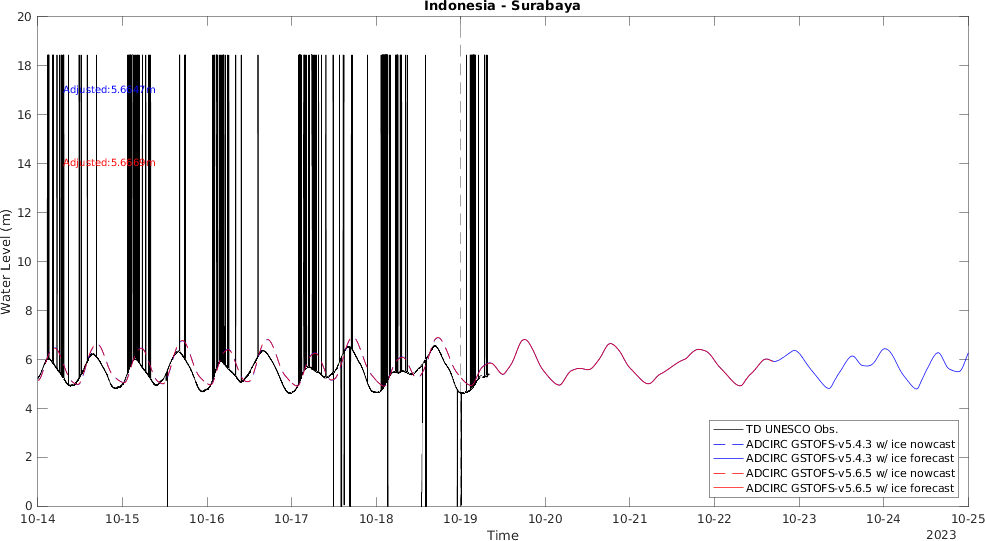 Indonesia - Surabaya
20
18
16
14
12
10
8
6
4
2
0
Water Level (m)
Adjusted:5.6
m
Adjusted:5.6
m
10-14
10-15
10-16
10-17
10-18
10-19
10-20
10-21
10-22
10-23
10-24
10-25
Time
2023
TD UNESCO Obs.
ADCIRC GSTOFS-v5.4.3 w/ ice nowcast
ADCIRC GSTOFS-v5.4.3 w/ ice forecast
ADCIRC GSTOFS-v5.6.5 w/ ice nowcast
ADCIRC GSTOFS-v5.6.5 w/ ice forecast